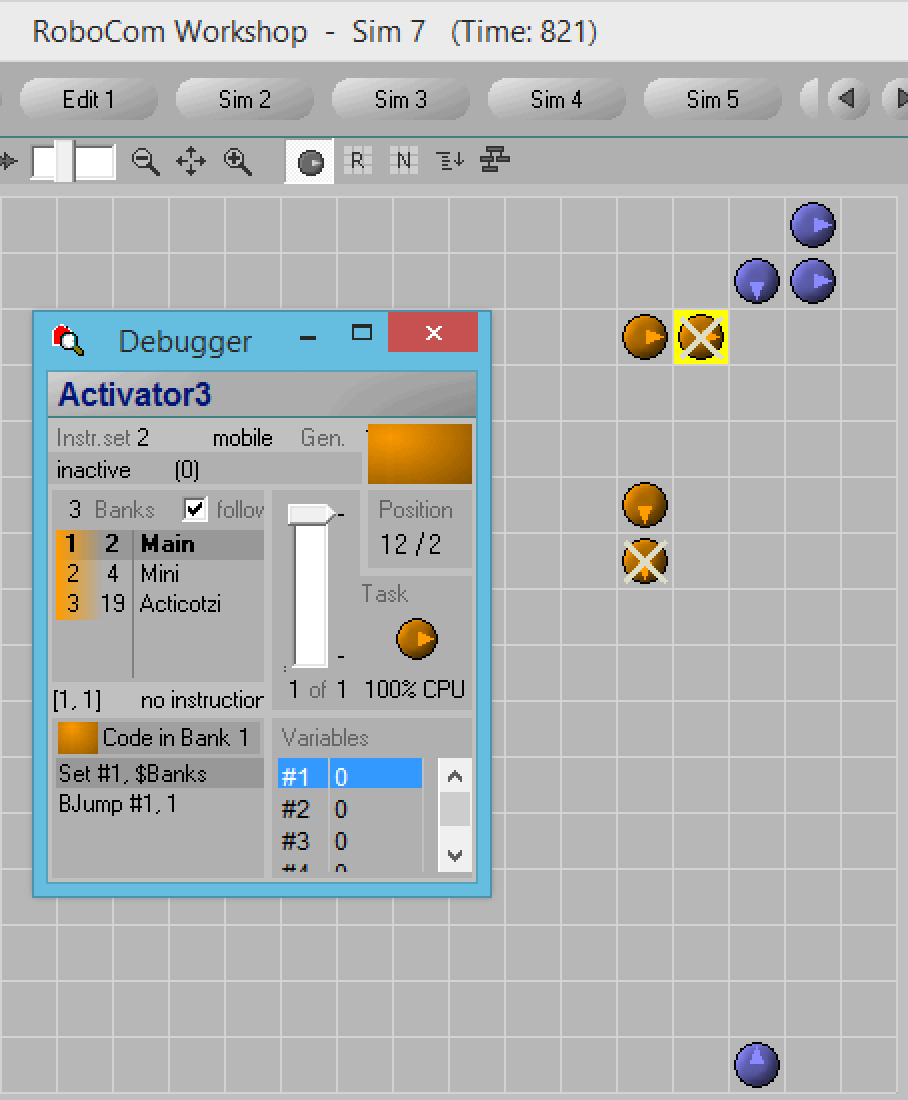 RoboCom Workshop - Sim 7 (Time: 821)
Edit 1 Sim 2 Sim 3 Sim 4 Sim 5
R N
Debugger
Activator3
Instr.set 2 mobile Gen.
inactive (0)
3 Banks follow
1 2 Main
2 4 Mini
3 19 Acticotzi
Position
12 / 2
Task
1 of 1 100% CPU
[1, 1] no instruction
Code in Bank 1
Set #1, $Banks
BJump #1, 1
Variables
#1 0
#2 0
#3 0
#4 0